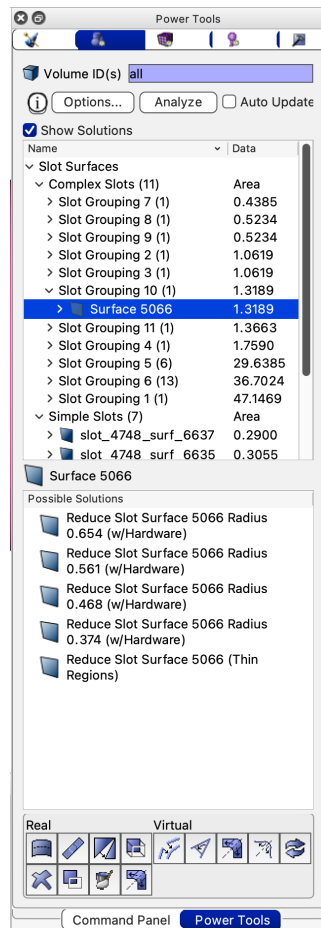 Power Tools
Volume ID(s) all
Options... Analyze Auto Update
Show Solutions
Name Data
Slot Surfaces
Complex Slots (11) Area
Slot Grouping 7 (1) 0.4385
Slot Grouping 8 (1) 0.5234
Slot Grouping 9 (1) 0.5234
Slot Grouping 2 (1) 1.0619
Slot Grouping 3 (1) 1.0619
Slot Grouping 10 (1) 1.3189
Surface 5066 1.3189
Slot Grouping 11 (1) 1.3663
Slot Grouping 4 (1) 1.7590
Slot Grouping 5 (6) 29.6385
Slot Grouping 6 (13) 36.7024
Slot Grouping 1 (1) 47.1469
Simple Slots (7) Area
slot_4748_surf_6637 0.2900
slot_4748_surf_6635 0.3055
Surface 5066
Possible Solutions
Reduce Slot Surface 5066 Radius
0.654 (w/Hardware)
Reduce Slot Surface 5066 Radius
0.561 (w/Hardware)
Reduce Slot Surface 5066 Radius
0.468 (w/Hardware)
Reduce Slot Surface 5066 Radius
0.374 (w/Hardware)
Reduce Slot Surface 5066 (Thin
Regions)
Real Virtual
Command Panel Power Tools